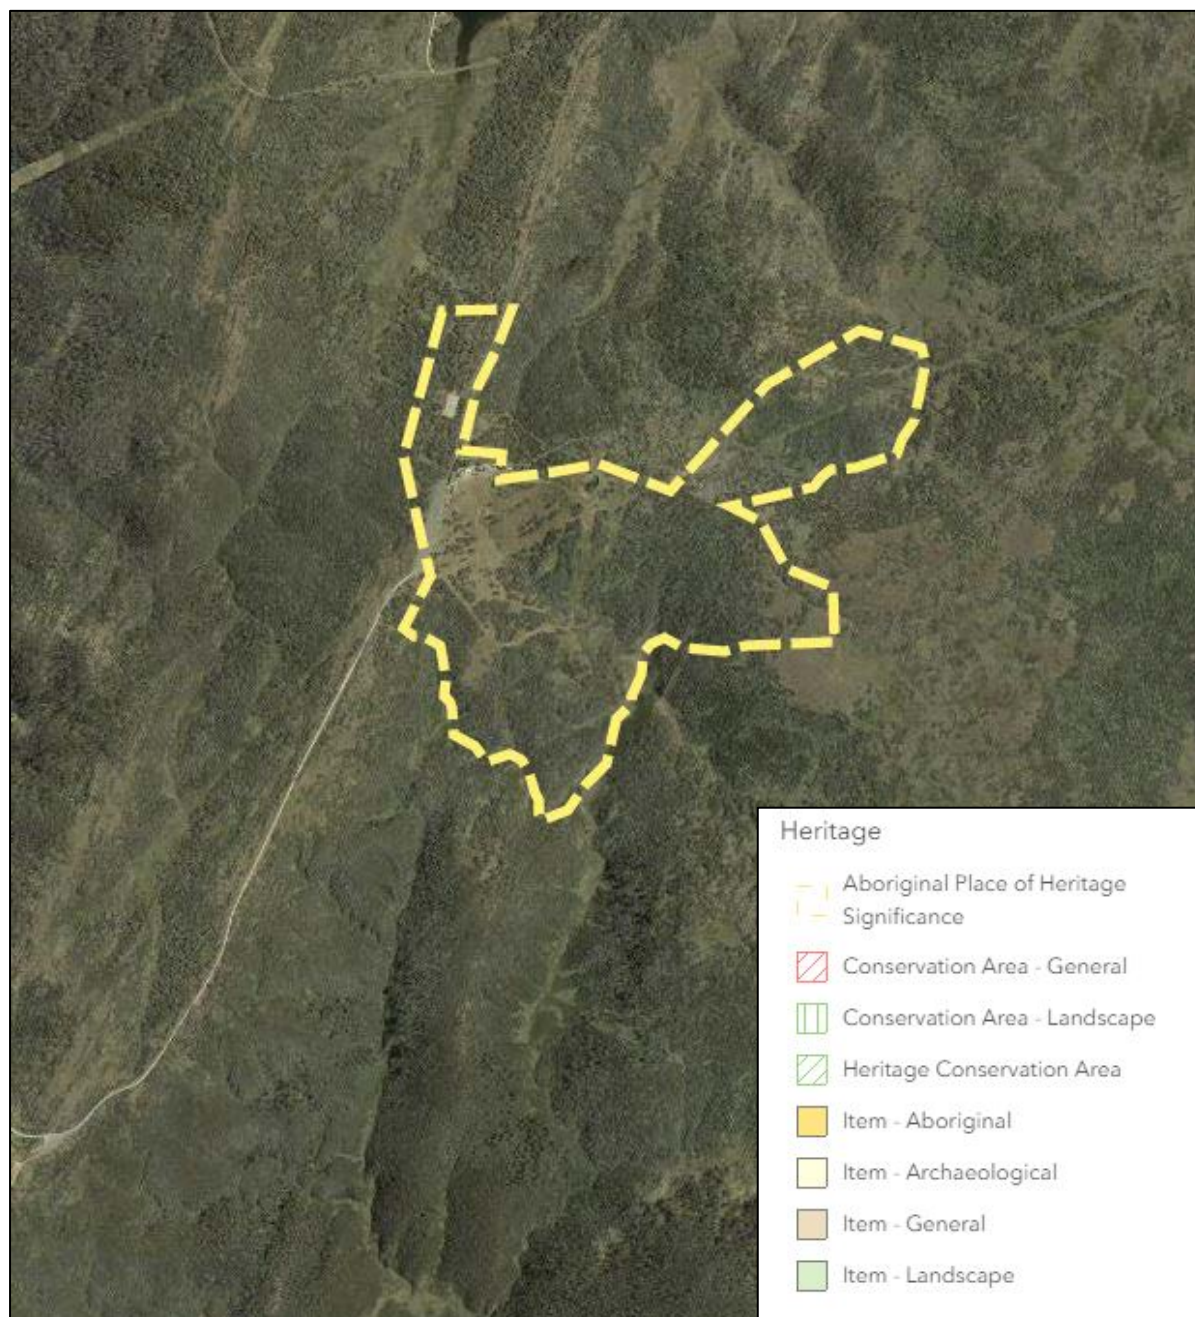 Heritage
Aboriginal Place of Heritage
Significance
Conservation Area - General
Conservation Area - Landscape
Heritage Conservation Area
Item - Aboriginal
Item - Archaeological
Item - General
Item - Landscape